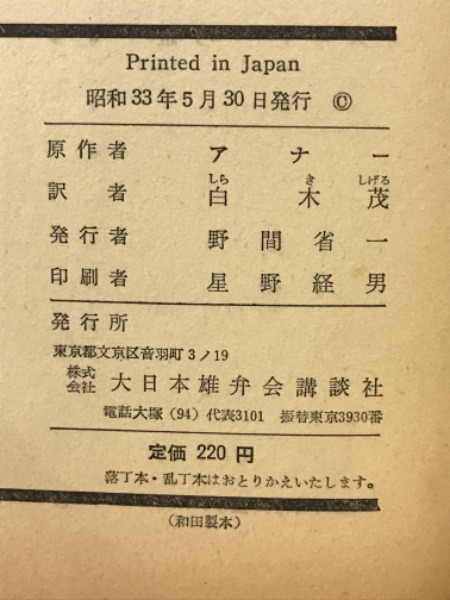 Printed in Japan
昭和33年5月30日発行 ©
原作者 アナー
訳者 白木茂
しら き しげる
発行者 野間省一
印刷者 星野経男
発行所
東京都文京区音羽町3ノ19
株式会社 大日本雄弁会講談社
電話大塚(94)代表3101 振替東京3930番
定価 220円
落丁本・乱丁本はおとりかえいたします。
(和田製本)